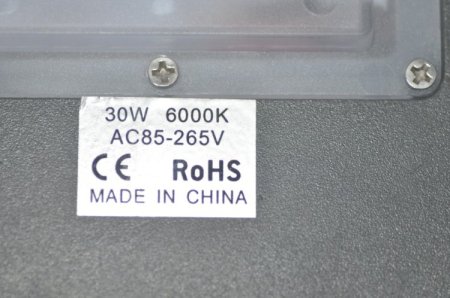 30W 6000K
AC85-265V
CE RoHS
MADE IN CHINA